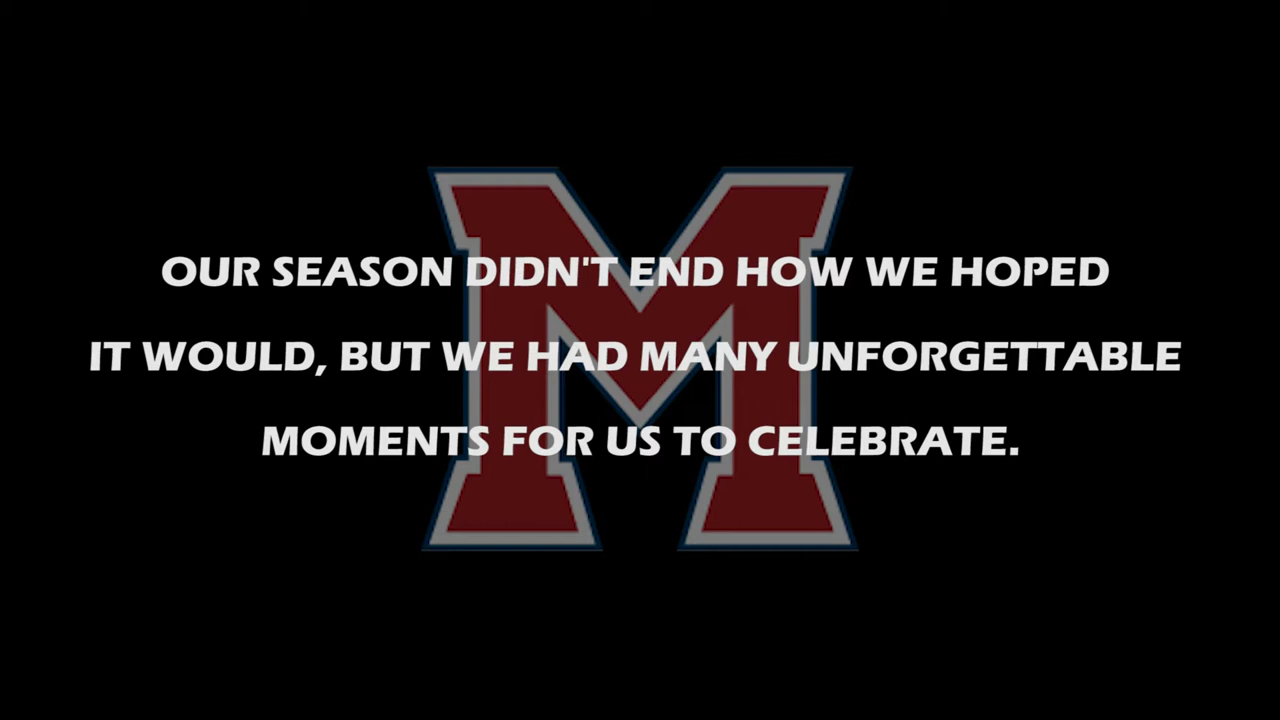 OUR SEASON DIDN'T END HOW WE HOPED
IT WOULD, BUT WE HAD MANY UNFORGETTABLE
MOMENTS FOR US TO CELEBRATE.
M